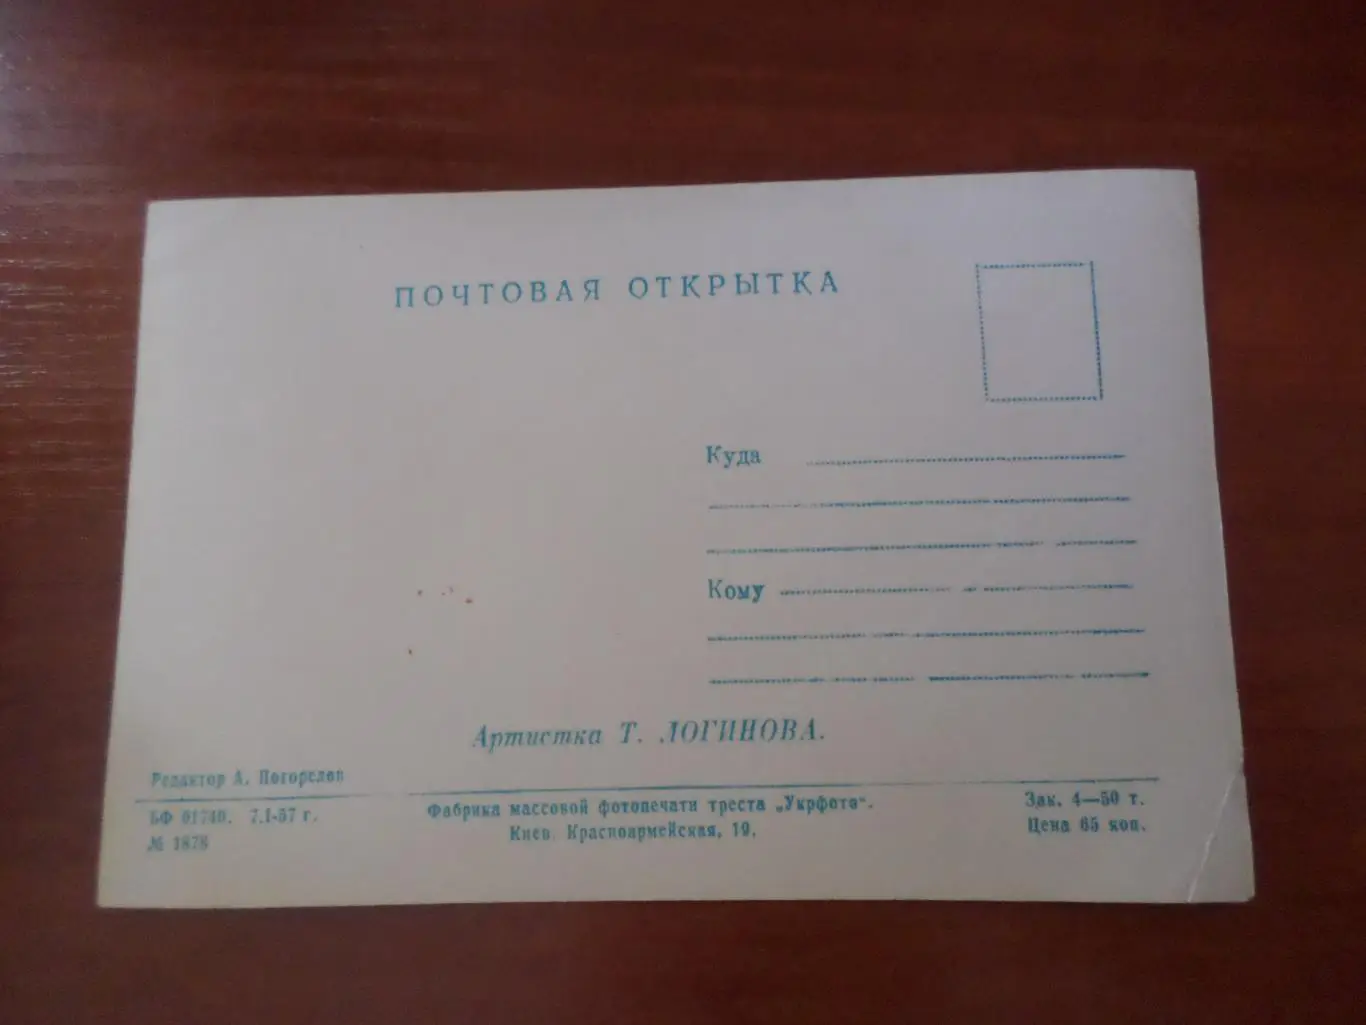 ПОЧТОВАЯ ОТКРЫТКА
Куда
Кому
Артистка Т. ЛОГИНОВА.
Редактор А. Погорелов
БФ 01740. 7.I-57 г.
№ 1878
Фабрика массовой фотопечати треста „Укрфото“.
Киев. Красноармейская, 19.
Зак. 4—50 т.
Цена 65 коп.